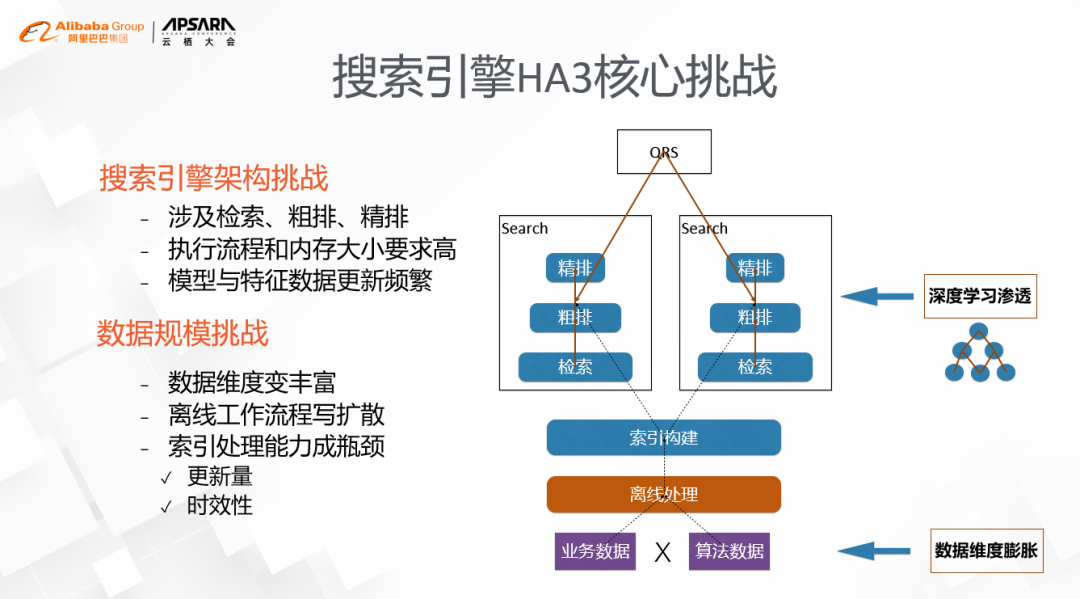 Alibaba Group
阿里巴巴集团
APSARA
APSARA CONFERENCE
云栖大会
搜索引擎HA3核心挑战
搜索引擎架构挑战
- 涉及检索、粗排、精排
- 执行流程和内存大小要求高
- 模型与特征数据更新频繁
数据规模挑战
- 数据维度变丰富
- 离线工作流程写扩散
- 索引处理能力成瓶颈
✓ 更新量
✓ 时效性
QRS
Search
精排
粗排
检索
Search
精排
粗排
检索
深度学习渗透
索引构建
离线处理
业务数据 X 算法数据
数据维度膨胀